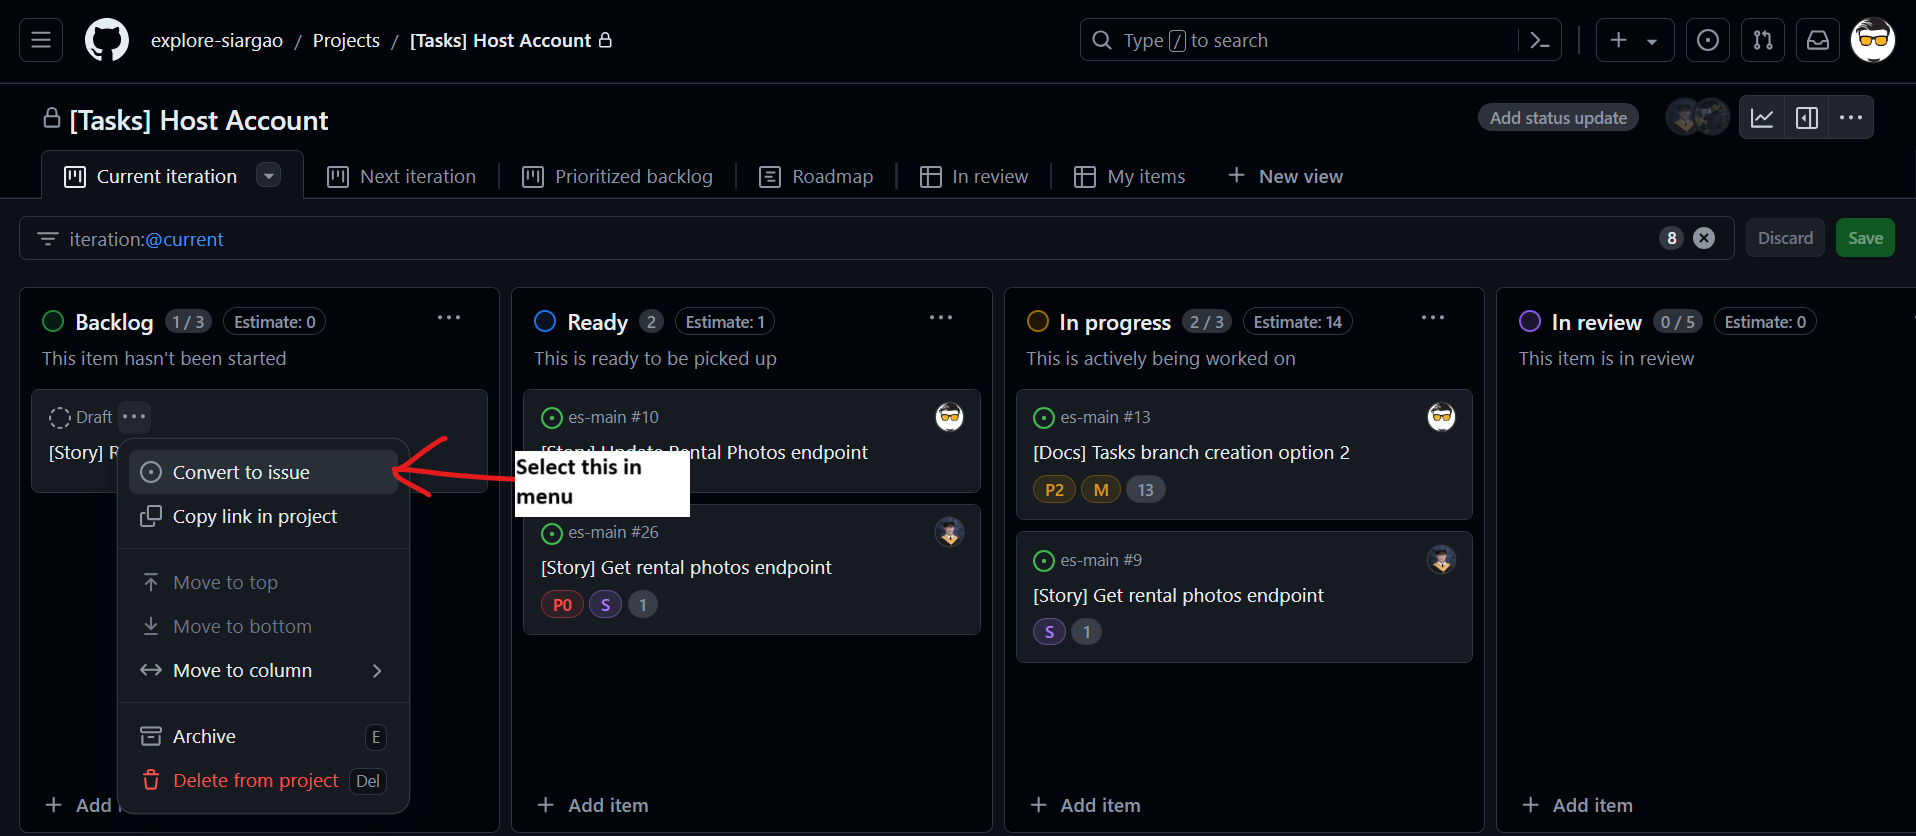 explore-siargao / Projects / [Tasks] Host Account
Type / to search
[Tasks] Host Account
Add status update
Current iteration
Next iteration
Prioritized backlog
Roadmap
In review
My items
+ New view
iteration:@current
8
Discard
Save
Backlog 1 / 3 Estimate: 0
This item hasn't been started
Draft
[Story]
Convert to issue
Copy link in project
Move to top
Move to bottom
Move to column
Archive E
Delete from project Del
+ Add
Select this in
menu
Ready 2 Estimate: 1
This is ready to be picked up
es-main #10
[Story] Update Rental Photos endpoint
es-main #26
[Story] Get rental photos endpoint
P0 S 1
+ Add item
In progress 2 / 3 Estimate: 14
This is actively being worked on
es-main #13
[Docs] Tasks branch creation option 2
P2 M 13
es-main #9
[Story] Get rental photos endpoint
S 1
+ Add item
In review 0 / 5 Estimate: 0
This item is in review
+ Add item